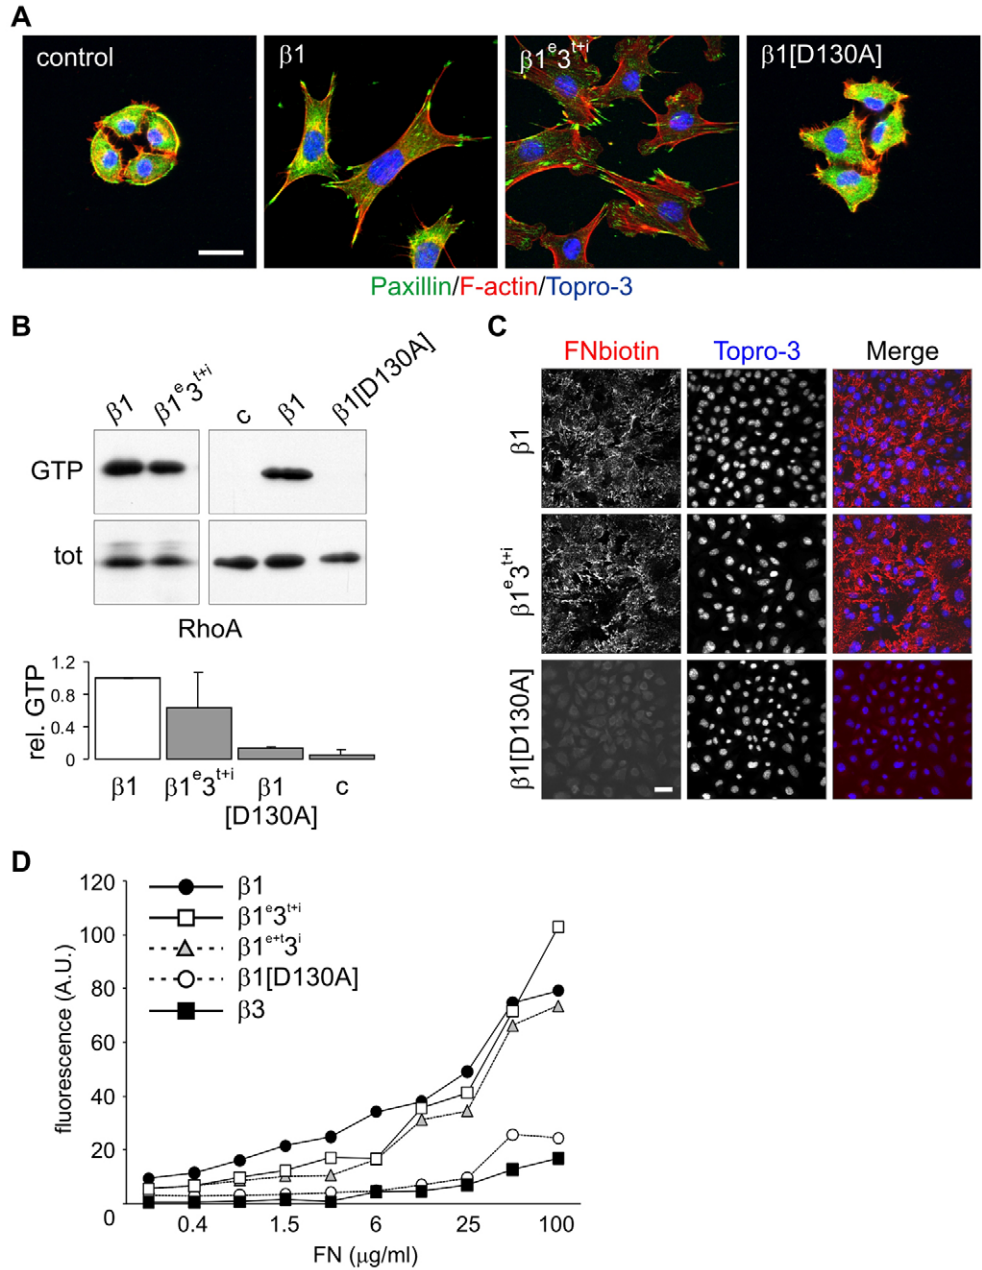 A
control
β1
β1e3t+i
β1[D130A]
Paxillin/F-actin/Topro-3
B
β1
β1e3t+i
c
β1
β1[D130A]
GTP
tot
RhoA
rel. GTP
1.2
0.8
0.4
0
β1
β1e3t+i
β1
[D130A]
c
C
FNbiotin
Topro-3
Merge
β1
β1e3t+i
β1[D130A]
D
fluorescence (A.U.)
120
100
80
60
40
20
0
β1
β1e3t+i
β1e+t3i
β1[D130A]
β3
0.4
1.5
6
25
100
FN (μg/ml)